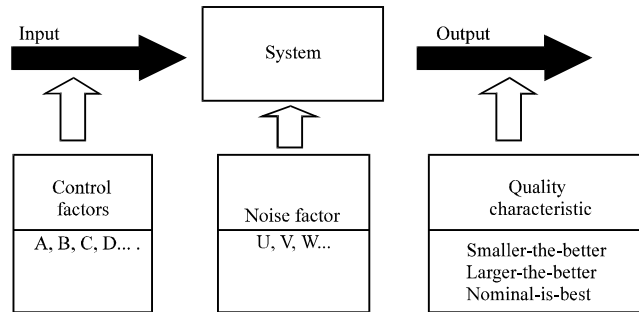 Input
System
Output
Control
factors
A, B, C, D... .
Noise factor
U, V, W...
Quality
characteristic
Smaller-the-better
Larger-the-better
Nominal-is-best